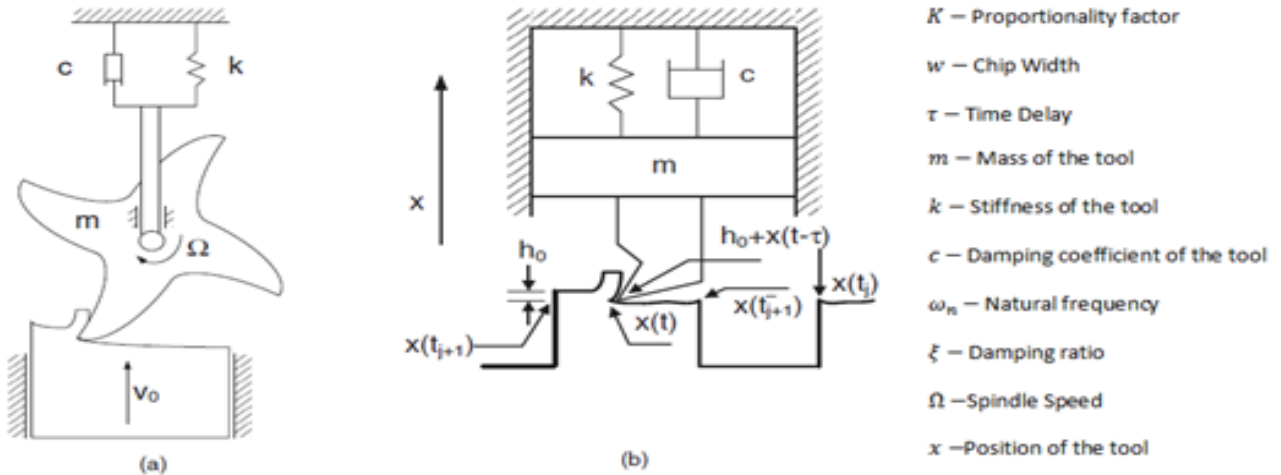 c
k
m
Ω
v₀
(a)
k
c
m
x
h₀
h₀+x(t-τ)
x(tⱼ)
x(t⁻ⱼ₊₁)
x(t)
x(tⱼ₊₁)
(b)
K − Proportionality factor
w − Chip Width
τ − Time Delay
m − Mass of the tool
k − Stiffness of the tool
c − Damping coefficient of the tool
ωₙ − Natural frequency
ξ − Damping ratio
Ω −Spindle Speed
x −Position of the tool